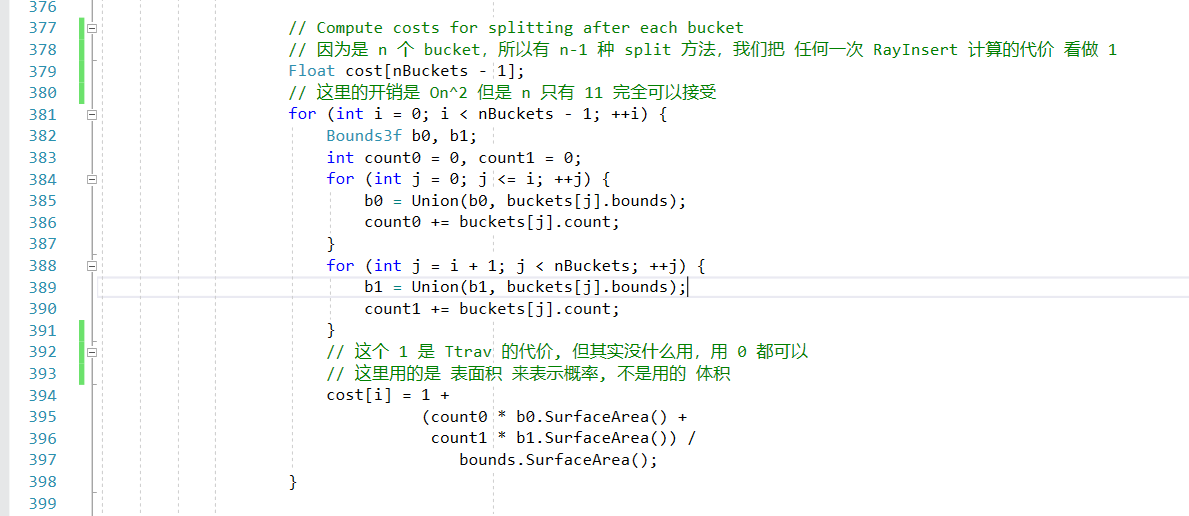 376
377 // Compute costs for splitting after each bucket
378 // 因为是 n 个 bucket，所以有 n-1 种 split 方法，我们把 任何一次 RayInsert 计算的代价 看做 1
379 Float cost[nBuckets - 1];
380 // 这里的开销是 On^2 但是 n 只有 11 完全可以接受
381 for (int i = 0; i < nBuckets - 1; ++i) {
382 Bounds3f b0, b1;
383 int count0 = 0, count1 = 0;
384 for (int j = 0; j <= i; ++j) {
385 b0 = Union(b0, buckets[j].bounds);
386 count0 += buckets[j].count;
387 }
388 for (int j = i + 1; j < nBuckets; ++j) {
389 b1 = Union(b1, buckets[j].bounds);
390 count1 += buckets[j].count;
391 }
392 // 这个 1 是 Ttrav 的代价, 但其实没什么用，用 0 都可以
393 // 这里用的是 表面积 来表示概率, 不是用的 体积
394 cost[i] = 1 +
395 (count0 * b0.SurfaceArea() +
396 count1 * b1.SurfaceArea()) /
397 bounds.SurfaceArea();
398 }
399